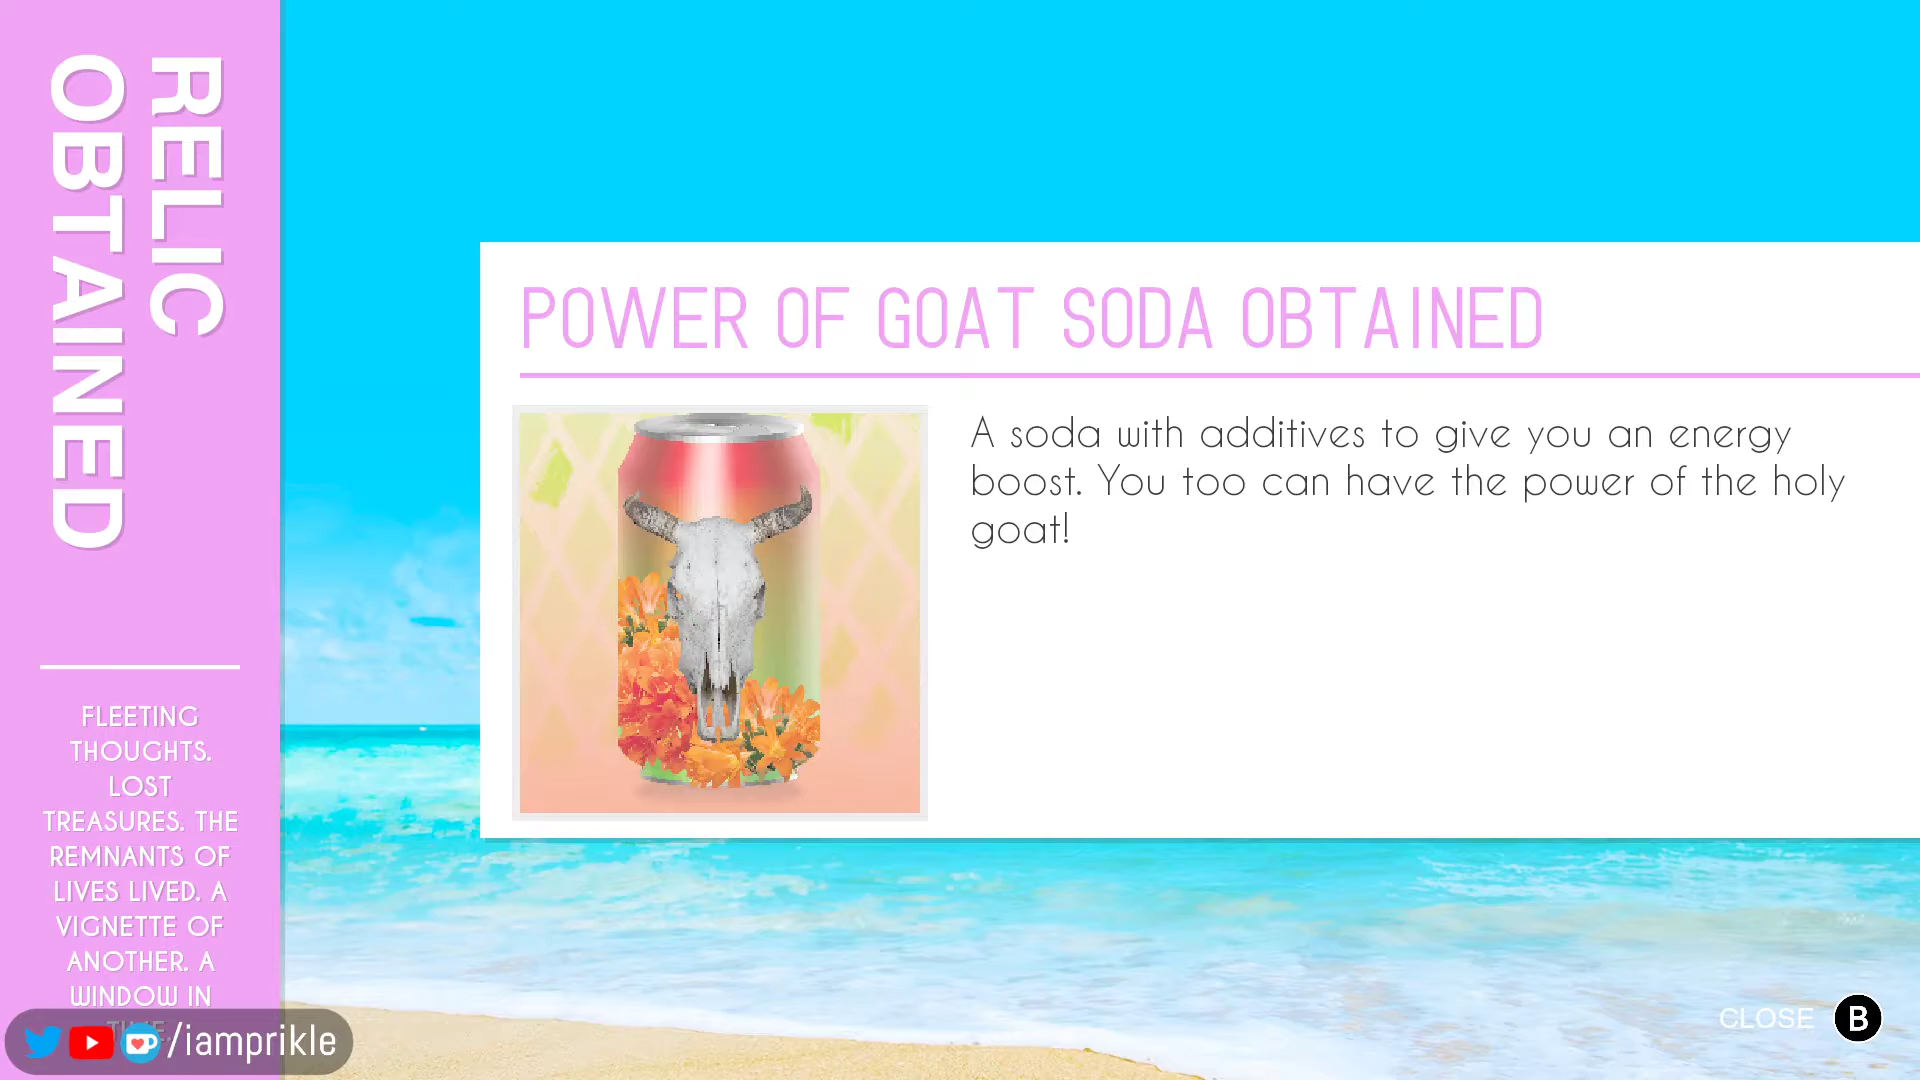 RELIC
OBTAINED
FLEETING
THOUGHTS.
LOST
TREASURES. THE
REMNANTS OF
LIVES LIVED. A
VIGNETTE OF
ANOTHER. A
WINDOW IN
TIME.
POWER OF GOAT SODA OBTAINED
A soda with additives to give you an energy
boost. You too can have the power of the holy
goat!
CLOSE B
/iamprikle